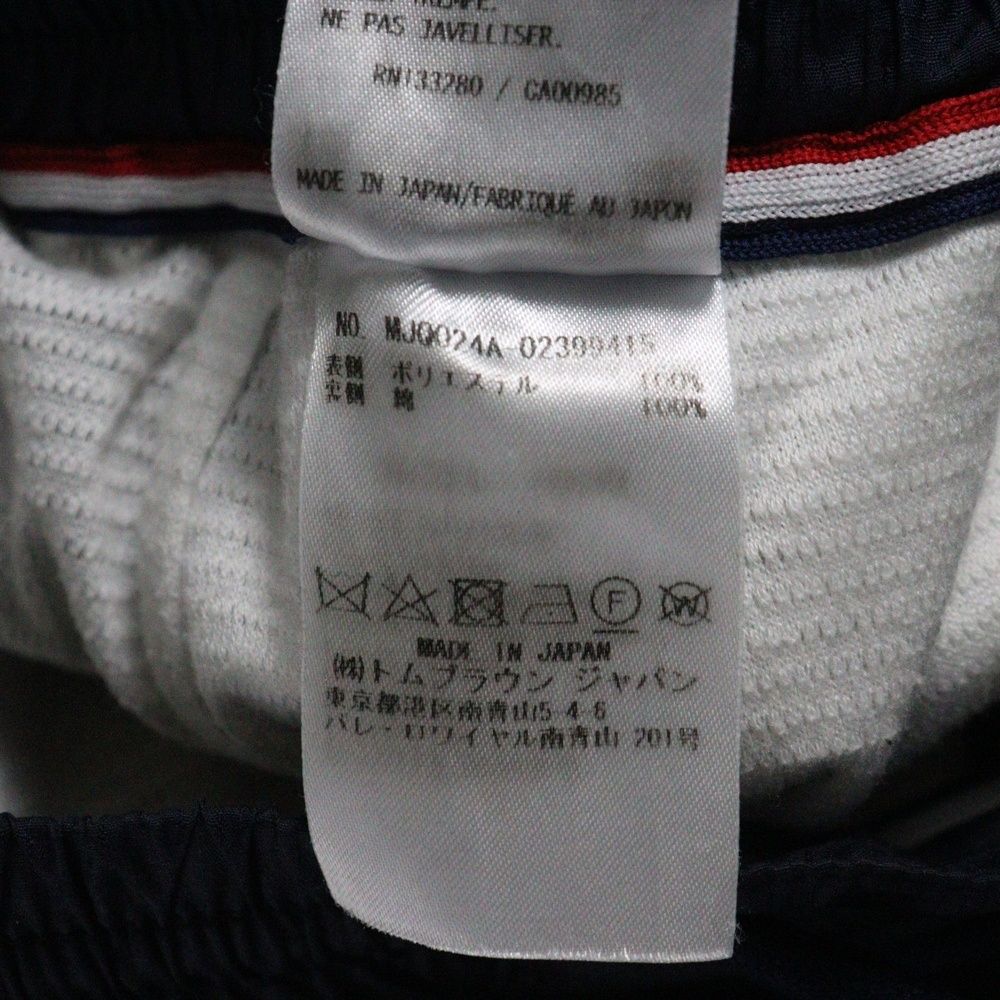 TREMPE.
NE PAS JAVELLISER.
RN133280 / CA00985
MADE IN JAPAN/FABRIQUÉ AU JAPON
NO. MJQ024A-02399415
表側 ポリエステル 100%
裏側 綿 100%
F
W
MADE IN JAPAN
(株)トムブラウン ジャパン
東京都港区南青山5-4-6
パレ・ロワイヤル南青山 201号